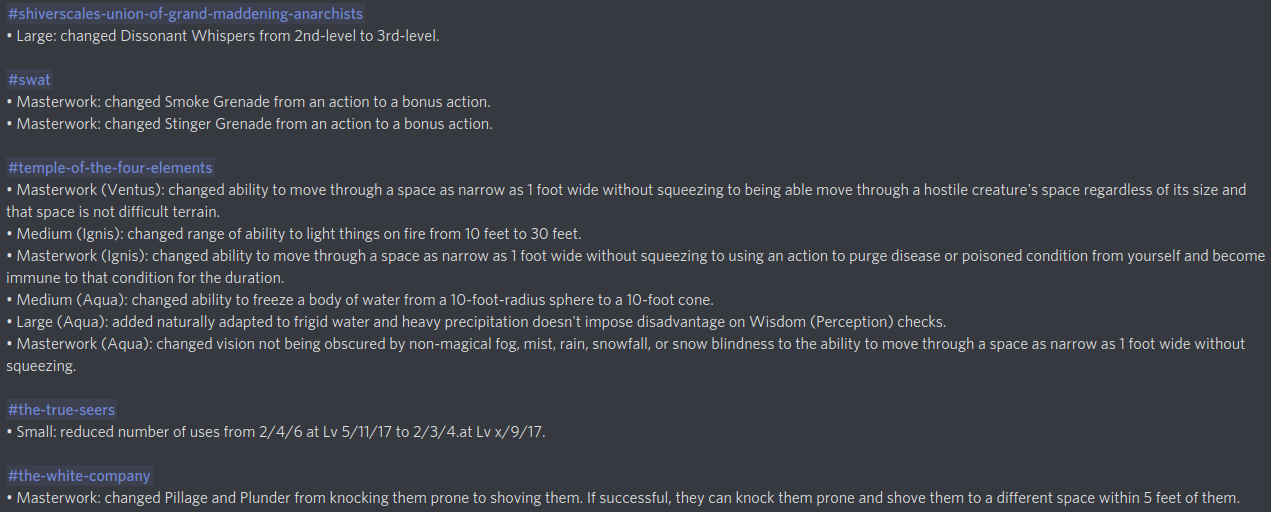 #shiverscales-union-of-grand-maddening-anarchists
• Large: changed Dissonant Whispers from 2nd-level to 3rd-level.
#swat
• Masterwork: changed Smoke Grenade from an action to a bonus action.
• Masterwork: changed Stinger Grenade from an action to a bonus action.
#temple-of-the-four-elements
• Masterwork (Ventus): changed ability to move through a space as narrow as 1 foot wide without squeezing to being able move through a hostile creature's space regardless of its size and
that space is not difficult terrain.
• Medium (Ignis): changed range of ability to light things on fire from 10 feet to 30 feet.
• Masterwork (Ignis): changed ability to move through a space as narrow as 1 foot wide without squeezing to using an action to purge disease or poisoned condition from yourself and become
immune to that condition for the duration.
• Medium (Aqua): changed ability to freeze a body of water from a 10-foot-radius sphere to a 10-foot cone.
• Large (Aqua): added naturally adapted to frigid water and heavy precipitation doesn't impose disadvantage on Wisdom (Perception) checks.
• Masterwork (Aqua): changed vision not being obscured by non-magical fog, mist, rain, snowfall, or snow blindness to the ability to move through a space as narrow as 1 foot wide without
squeezing.
#the-true-seers
• Small: reduced number of uses from 2/4/6 at Lv 5/11/17 to 2/3/4.at Lv x/9/17.
#the-white-company
• Masterwork: changed Pillage and Plunder from knocking them prone to shoving them. If successful, they can knock them prone and shove them to a different space within 5 feet of them.